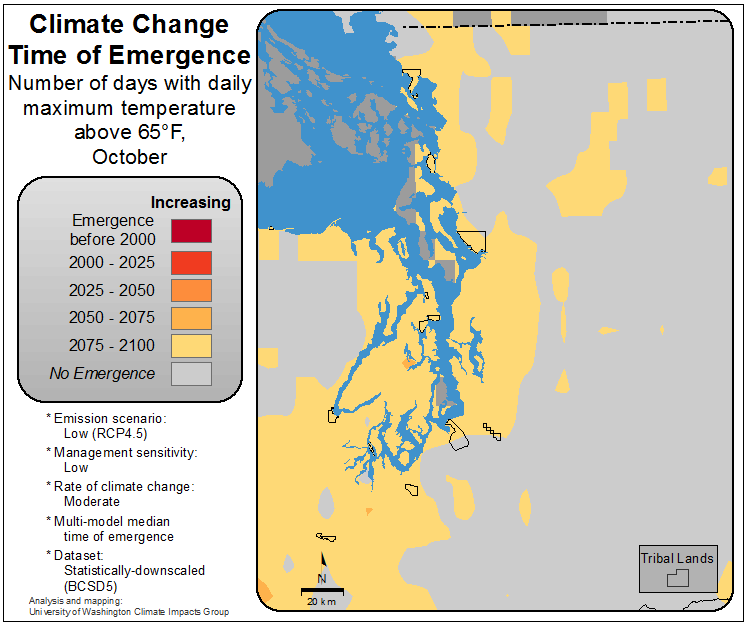 Climate Change
Time of Emergence
Number of days with daily
maximum temperature
above 65°F,
October
Increasing
Emergence
before 2000
2000 - 2025
2025 - 2050
2050 - 2075
2075 - 2100
No Emergence
* Emission scenario:
Low (RCP4.5)
* Management sensitivity:
Low
* Rate of climate change:
Moderate
* Multi-model median
time of emergence
* Dataset:
Statistically-downscaled
(BCSD5)
Analysis and mapping:
University of Washington Climate Impacts Group
N
20 km
Tribal Lands